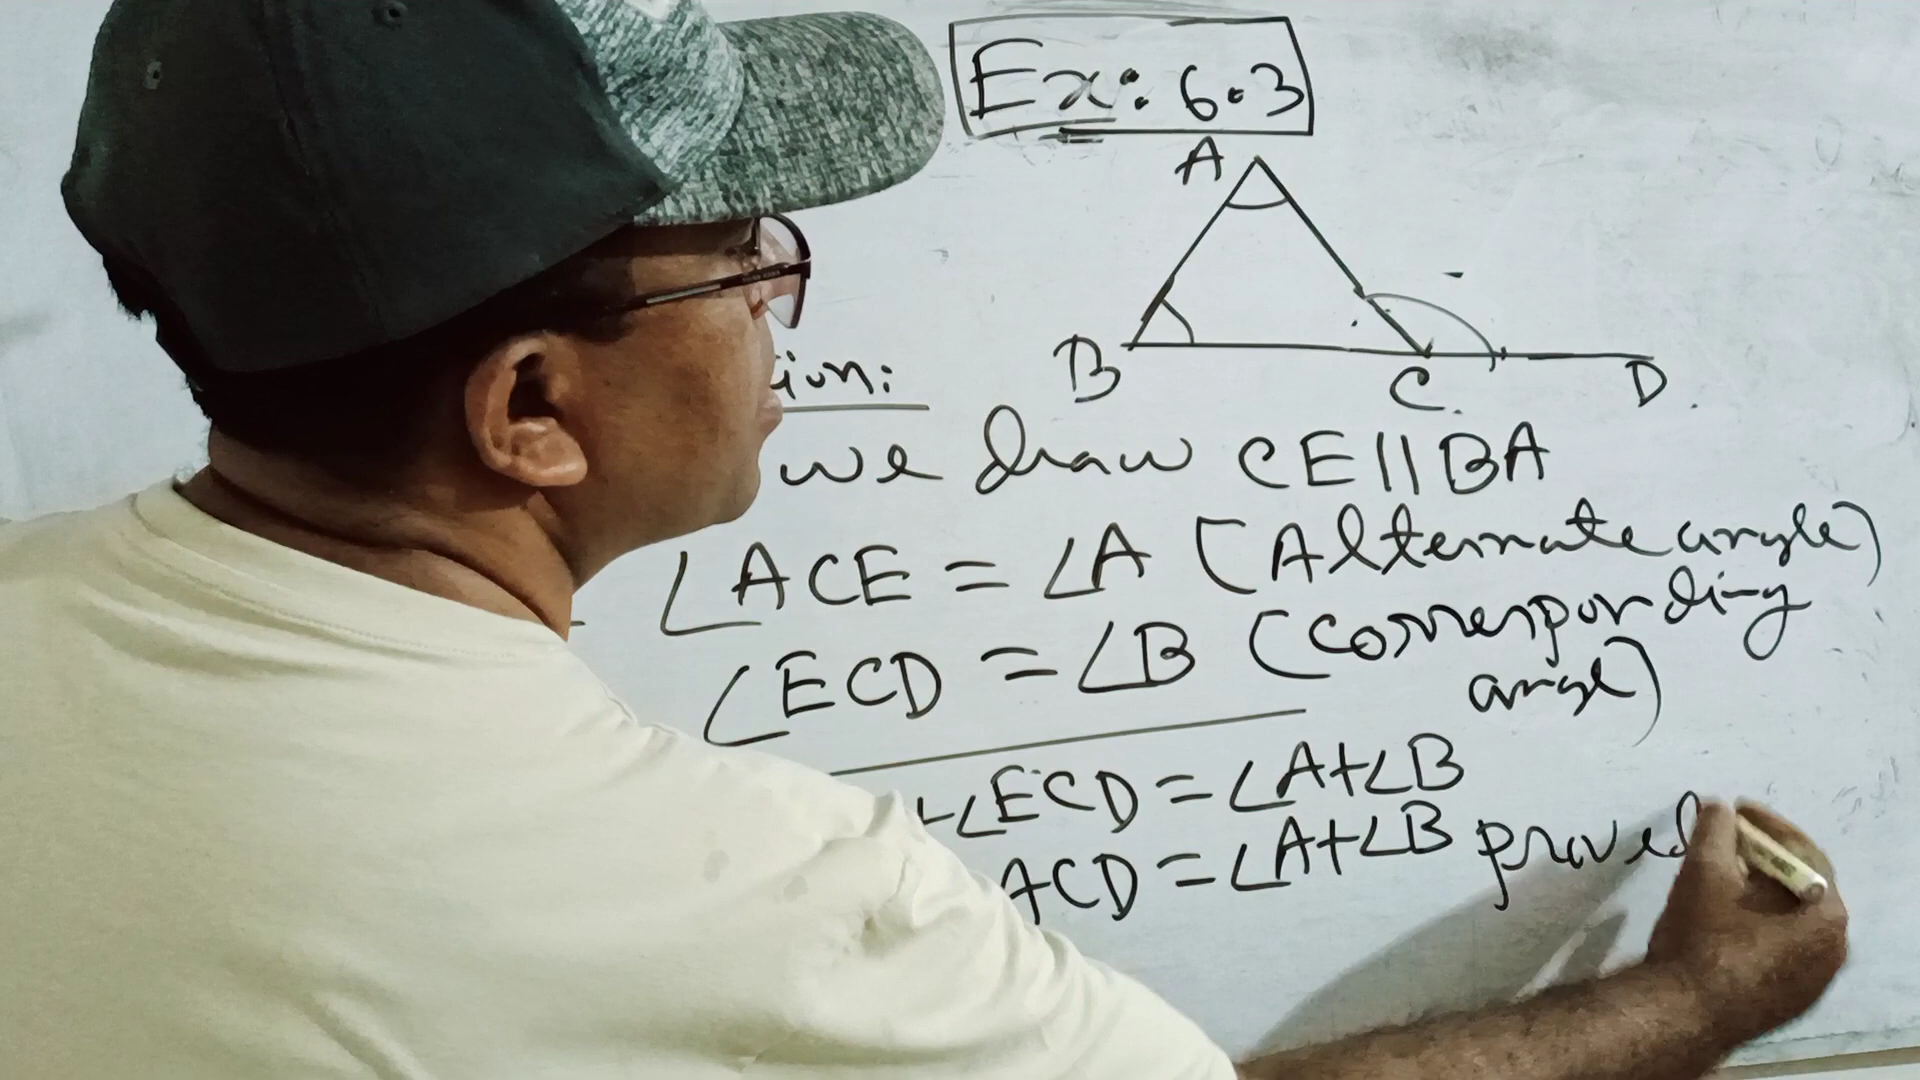 Ex: 6.3
A
B
C
D
ion:
we draw CE||BA
∠ACE = ∠A (Alternate angle)
∠ECD = ∠B (Corresponding
angle)
+∠ECD = ∠A+∠B
ACD = ∠A+∠B proved